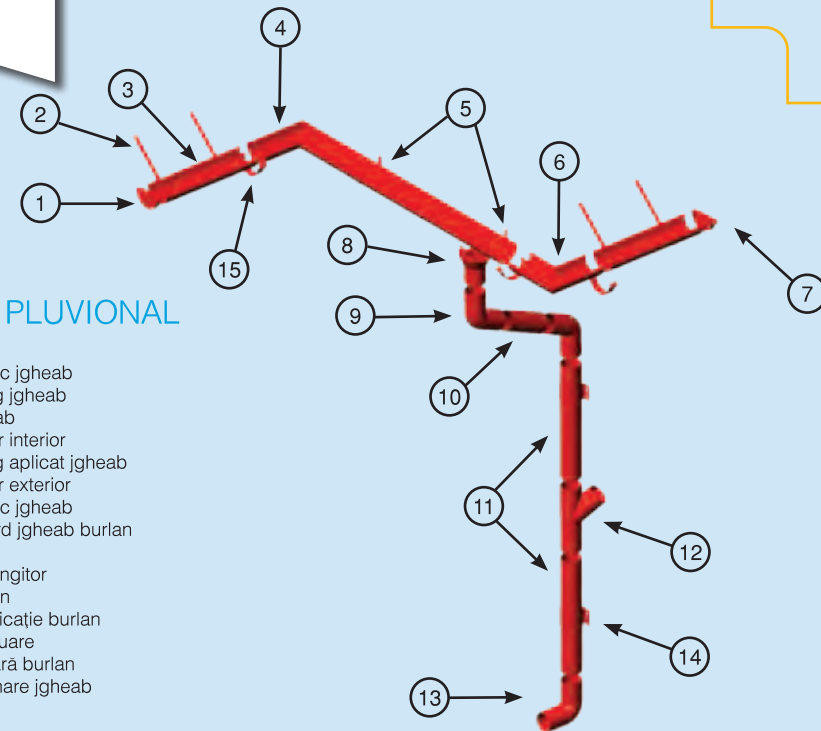 4
3
2
5
6
1
8
15
7
PLUVIONAL
9
c jgheab
g jgheab
10
ab
r interior
g aplicat jgheab
r exterior
c jgheab
11
rd jgheab burlan
12
ngitor
n
icație burlan
uare
14
ră burlan
nare jgheab
13